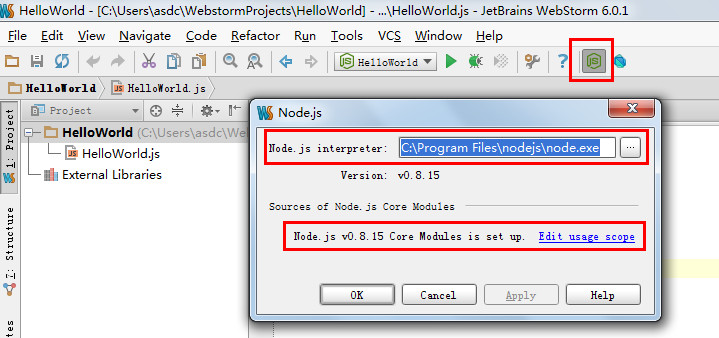 HelloWorld - [C:\Users\asdc\WebstormProjects\HelloWorld] - ...\HelloWorld.js - JetBrains WebStorm 6.0.1
File Edit View Navigate Code Refactor Run Tools VCS Window Help
HelloWorld
HelloWorld HelloWorld.js
1: Project
Project
HelloWorld (C:\Users\asdc\We
HelloWorld.js
External Libraries
7: Structure
Node.js
Node.js interpreter: C:\Program Files\nodejs\node.exe ...
Version: v0.8.15
Sources of Node.js Core Modules
Node.js v0.8.15 Core Modules is set up. Edit usage scope
OK Cancel Apply Help